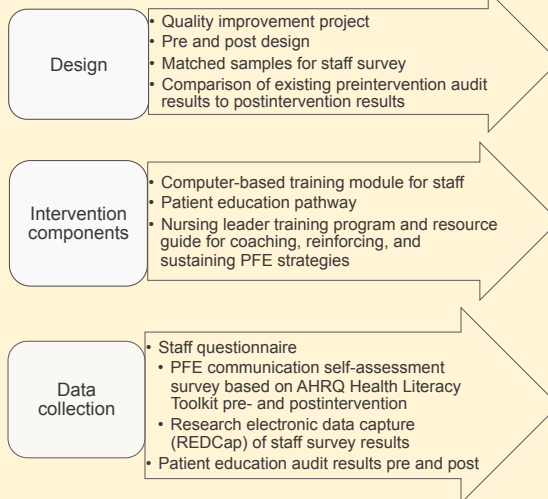 Design
• Quality improvement project
• Pre and post design
• Matched samples for staff survey
• Comparison of existing preintervention audit
results to postintervention results
Intervention
components
• Computer-based training module for staff
• Patient education pathway
• Nursing leader training program and resource
guide for coaching, reinforcing, and
sustaining PFE strategies
Data
collection
• Staff questionnaire
• PFE communication self-assessment
survey based on AHRQ Health Literacy
Toolkit pre- and postintervention
• Research electronic data capture
(REDCap) of staff survey results
• Patient education audit results pre and post